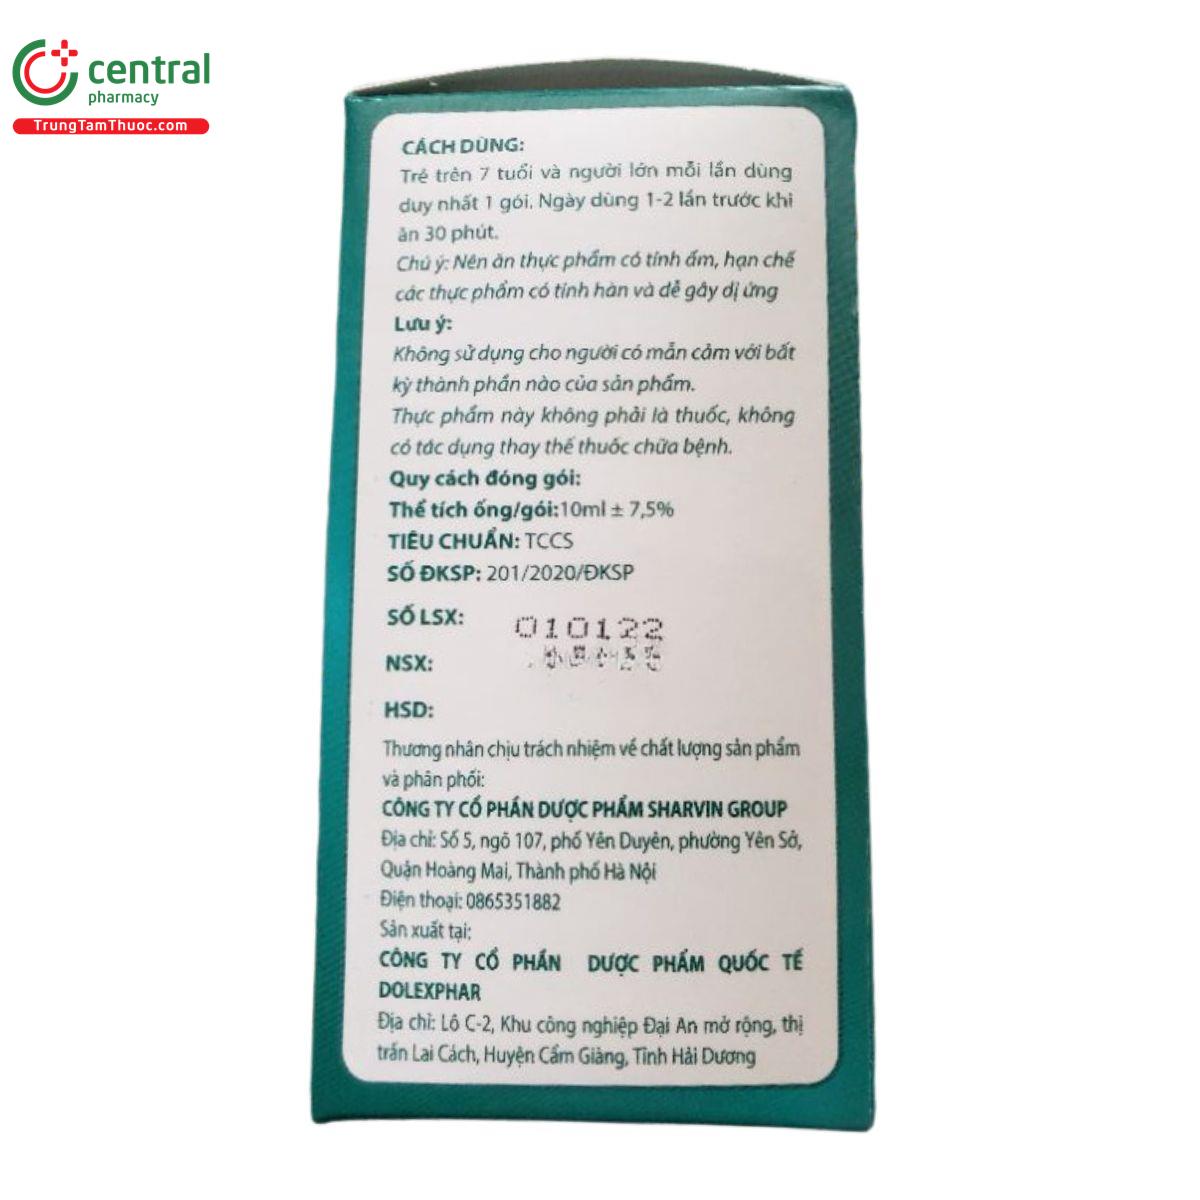 central
pharmacy
TrungTamThuoc.com
CÁCH DÙNG:
Trẻ trên 7 tuổi và người lớn mỗi lần dùng
duy nhất 1 gói. Ngày dùng 1-2 lần trước khi
ăn 30 phút.
Chú ý: Nên ăn thực phẩm có tính ấm, hạn chế
các thực phẩm có tính hàn và dễ gây dị ứng
Lưu ý:
Không sử dụng cho người có mẫn cảm với bất
kỳ thành phần nào của sản phẩm.
Thực phẩm này không phải là thuốc, không
có tác dụng thay thế thuốc chữa bệnh.
Quy cách đóng gói:
Thể tích ống/gói:10ml ± 7,5%
TIÊU CHUẨN: TCCS
SỐ ĐKSP: 201/2020/ĐKSP
SỐ LSX: 010122
NSX:
HSD:
Thương nhân chịu trách nhiệm về chất lượng sản phẩm
và phân phối:
CÔNG TY CỔ PHẦN DƯỢC PHẨM SHARVIN GROUP
Địa chỉ: Số 5, ngõ 107, phố Yên Duyên, phường Yên Sở,
Quận Hoàng Mai, Thành phố Hà Nội
Điện thoại: 0865351882
Sản xuất tại:
CÔNG TY CỔ PHẦN DƯỢC PHẨM QUỐC TẾ
DOLEXPHAR
Địa chỉ: Lô C-2, Khu công nghiệp Đại An mở rộng, thị
trấn Lai Cách, Huyện Cẩm Giàng, Tỉnh Hải Dương